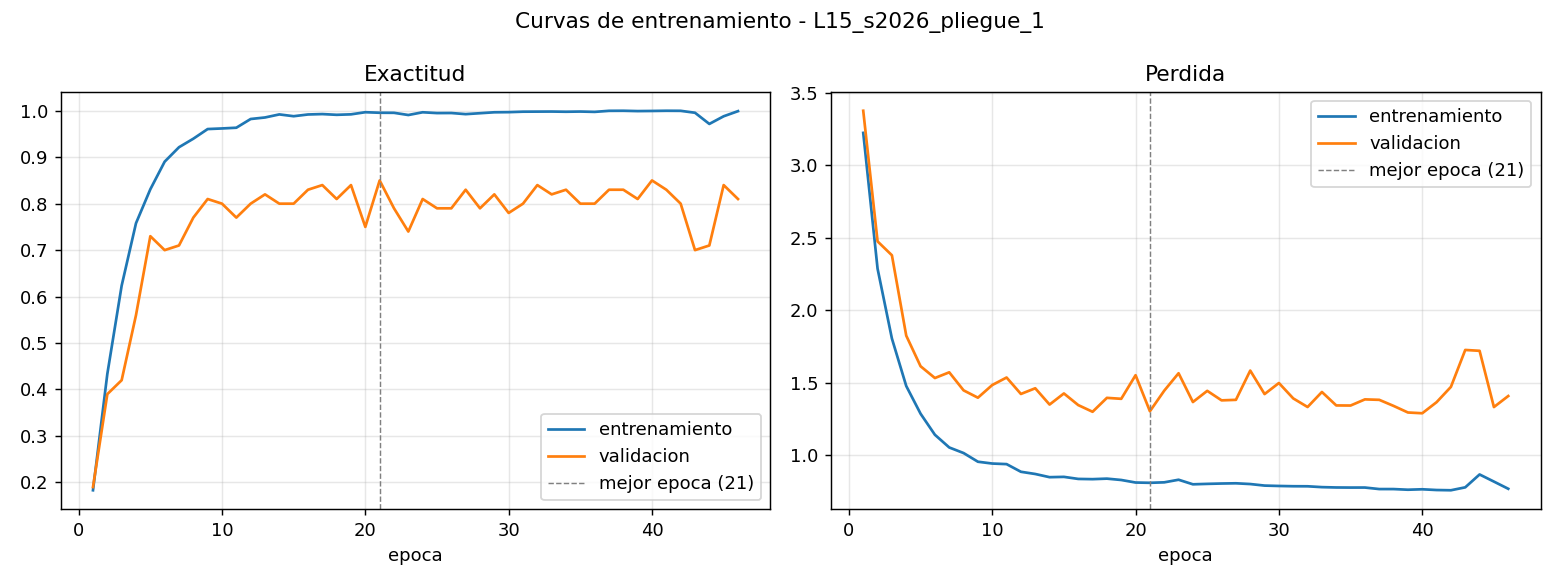 Curvas de entrenamiento - L15_s2026_pliegue_1
Exactitud
1.0
0.9
0.8
0.7
0.6
0.5
0.4
0.3
0.2
0
10
20
30
40
epoca
entrenamiento
validacion
mejor epoca (21)
Perdida
3.5
3.0
2.5
2.0
1.5
1.0
0
10
20
30
40
epoca
entrenamiento
validacion
mejor epoca (21)